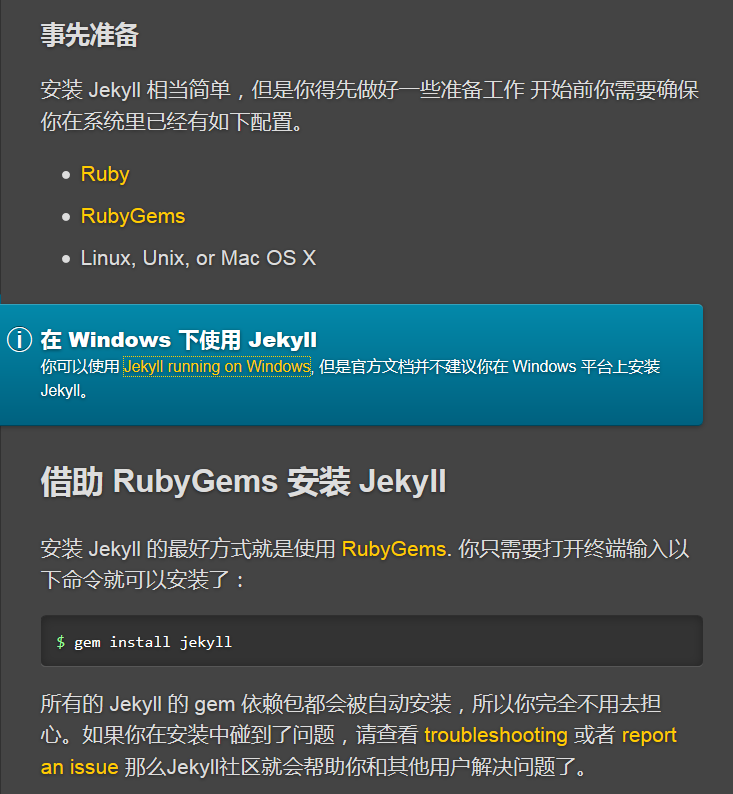 事先准备
安装 Jekyll 相当简单，但是你得先做好一些准备工作 开始前你需要确保
你在系统里已经有如下配置。
Ruby
RubyGems
Linux, Unix, or Mac OS X
在 Windows 下使用 Jekyll
你可以使用 Jekyll running on Windows, 但是官方文档并不建议你在 Windows 平台上安装
Jekyll。
借助 RubyGems 安装 Jekyll
安装 Jekyll 的最好方式就是使用 RubyGems. 你只需要打开终端输入以
下命令就可以安装了：
$ gem install jekyll
所有的 Jekyll 的 gem 依赖包都会被自动安装，所以你完全不用去担
心。如果你在安装中碰到了问题，请查看 troubleshooting 或者 report
an issue 那么Jekyll社区就会帮助你和其他用户解决问题了。